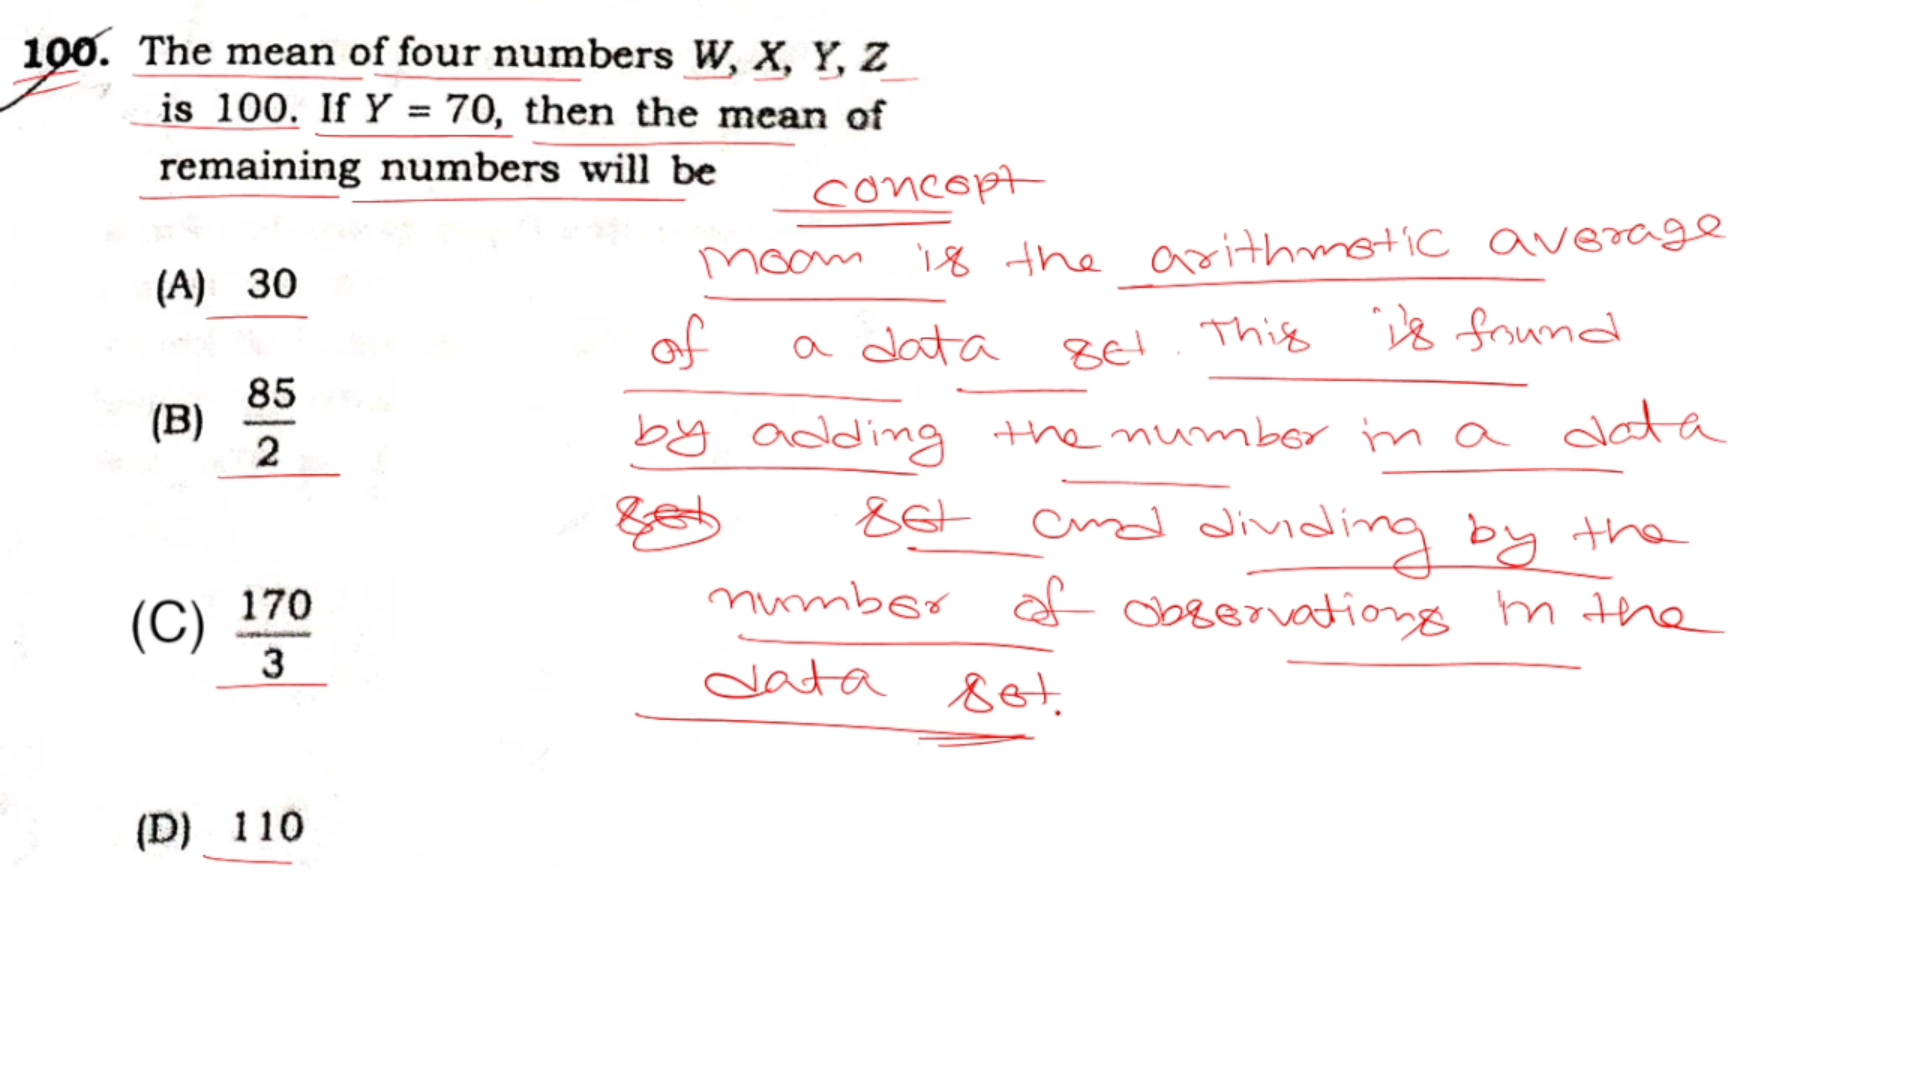 100. The mean of four numbers W, X, Y, Z
is 100. If Y = 70, then the mean of
remaining numbers will be
(A) 30
(B) 85/2
(C) 170/3
(D) 110
concept
mean is the arithmetic average
of a data set. This is found
by adding the number in a data
set set and dividing by the
number of observations in the
data set.